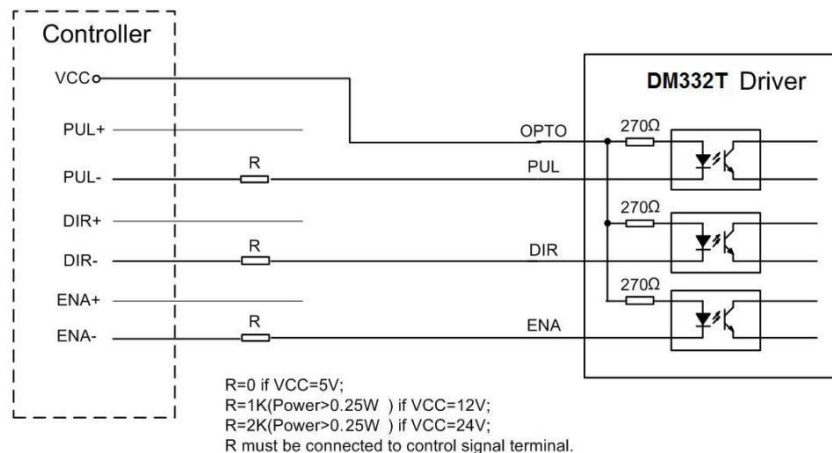 Controller
VCC
DM332T Driver
PUL+
OPTO
270Ω
PUL-
R
PUL
DIR+
270Ω
DIR-
R
DIR
ENA+
270Ω
ENA-
R
ENA
R=0 if VCC=5V;
R=1K(Power>0.25W ) if VCC=12V;
R=2K(Power>0.25W ) if VCC=24V;
R must be connected to control signal terminal.